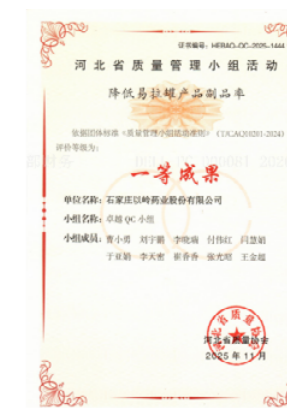 证书编号：HEBAQ-QC-2025-1444
河北省质量管理小组活动
降低易拉罐产品副品率
依据团体标准《质量管理小组活动准则》（T/CAQ10201-2024）
评价等级为：
一等成果
单位名称：石家庄以岭药业股份有限公司
小组名称：卓越QC小组
小组成员：曹小勇 刘宇鹏 李晓瑞 付伟红 闫慧娟
于亚娟 李天密 崔香香 张光昭 王金超
河北省质量协会
2025年11月